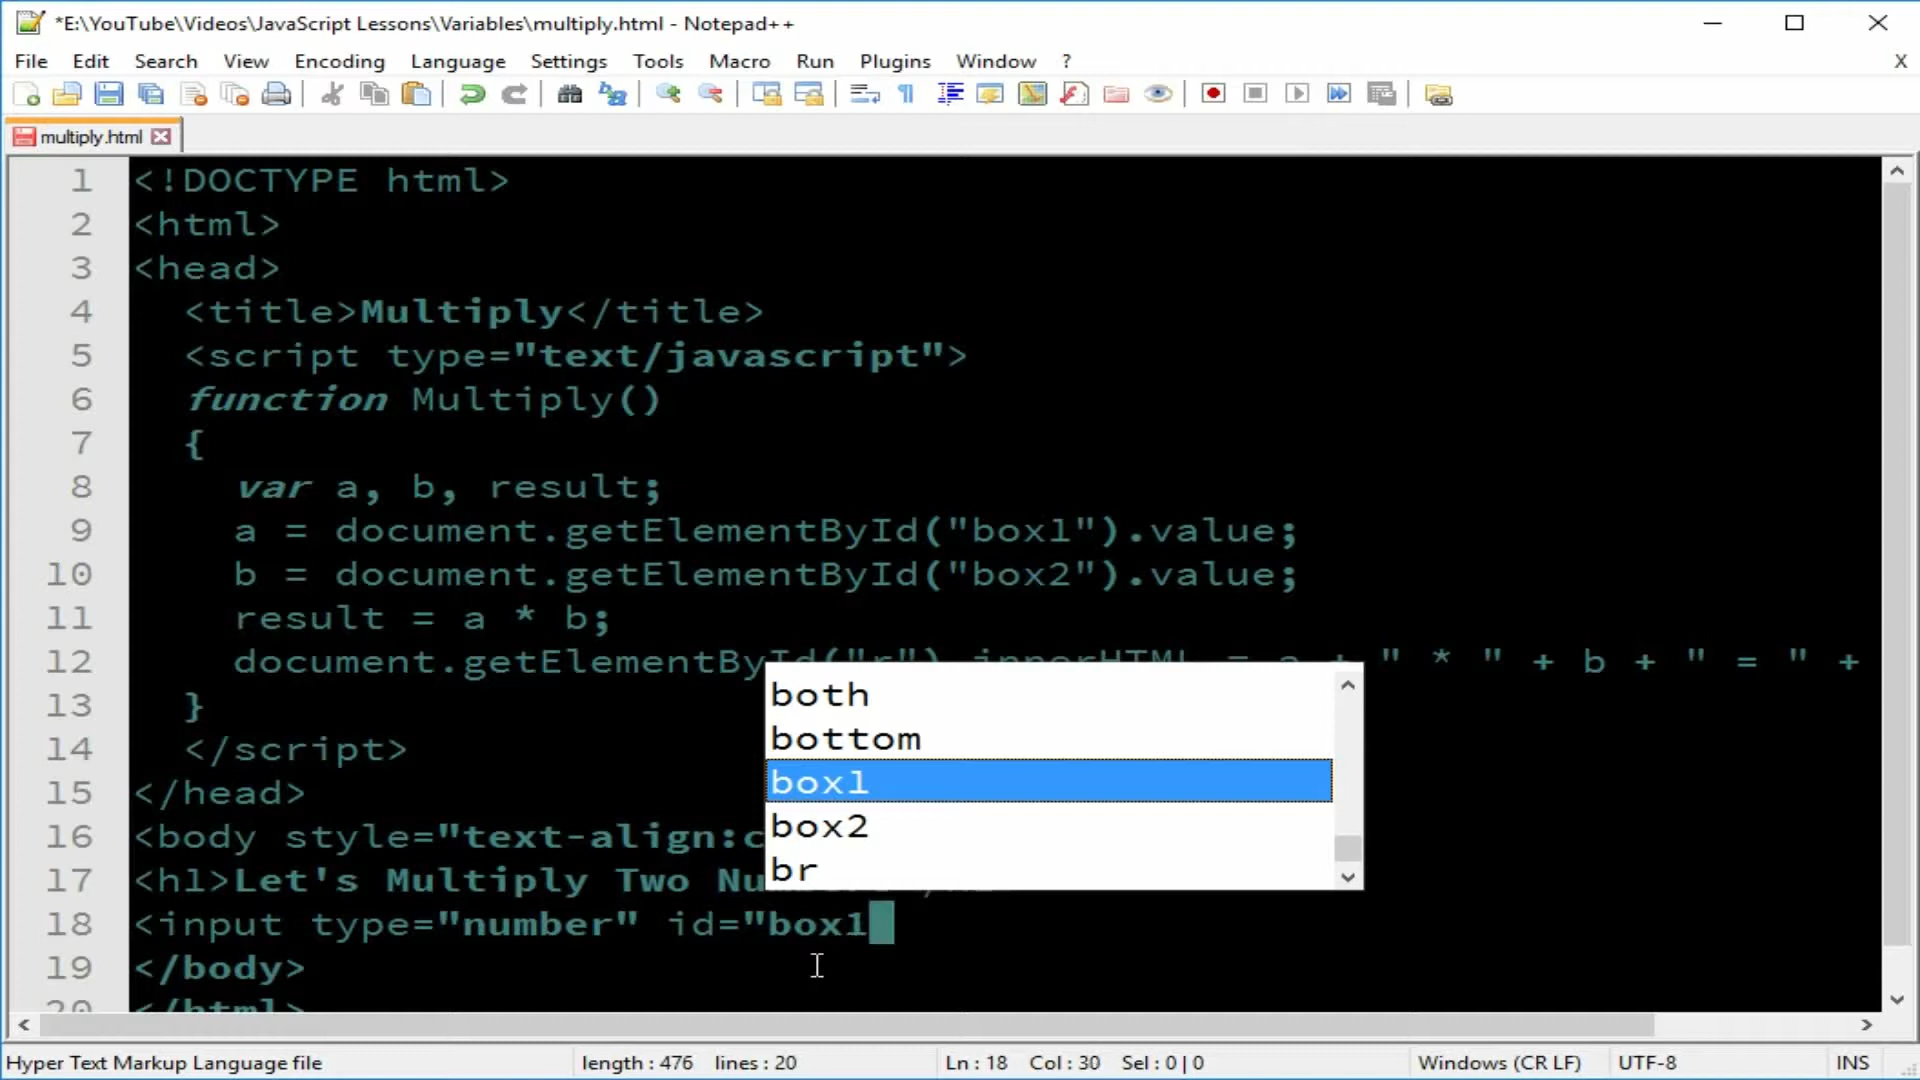 *E:\YouTube\Videos\JavaScript Lessons\Variables\multiply.html - Notepad++
File Edit Search View Encoding Language Settings Tools Macro Run Plugins Window ? X
multiply.html
1 <!DOCTYPE html>
2 <html>
3 <head>
4 <title>Multiply</title>
5 <script type="text/javascript">
6 function Multiply()
7 {
8 var a, b, result;
9 a = document.getElementById("box1").value;
10 b = document.getElementById("box2").value;
11 result = a * b;
12 document.getElementById("r").innerHTML = a + " * " + b + " = " +
13 }
14 </script>
15 </head>
16 <body style="text-align:c
17 <h1>Let's Multiply Two Nu
18 <input type="number" id="box1
19 </body>
20 </html>
both
bottom
box1
box2
br
Hyper Text Markup Language file length : 476 lines : 20 Ln : 18 Col : 30 Sel : 0 | 0 Windows (CR LF) UTF-8 INS